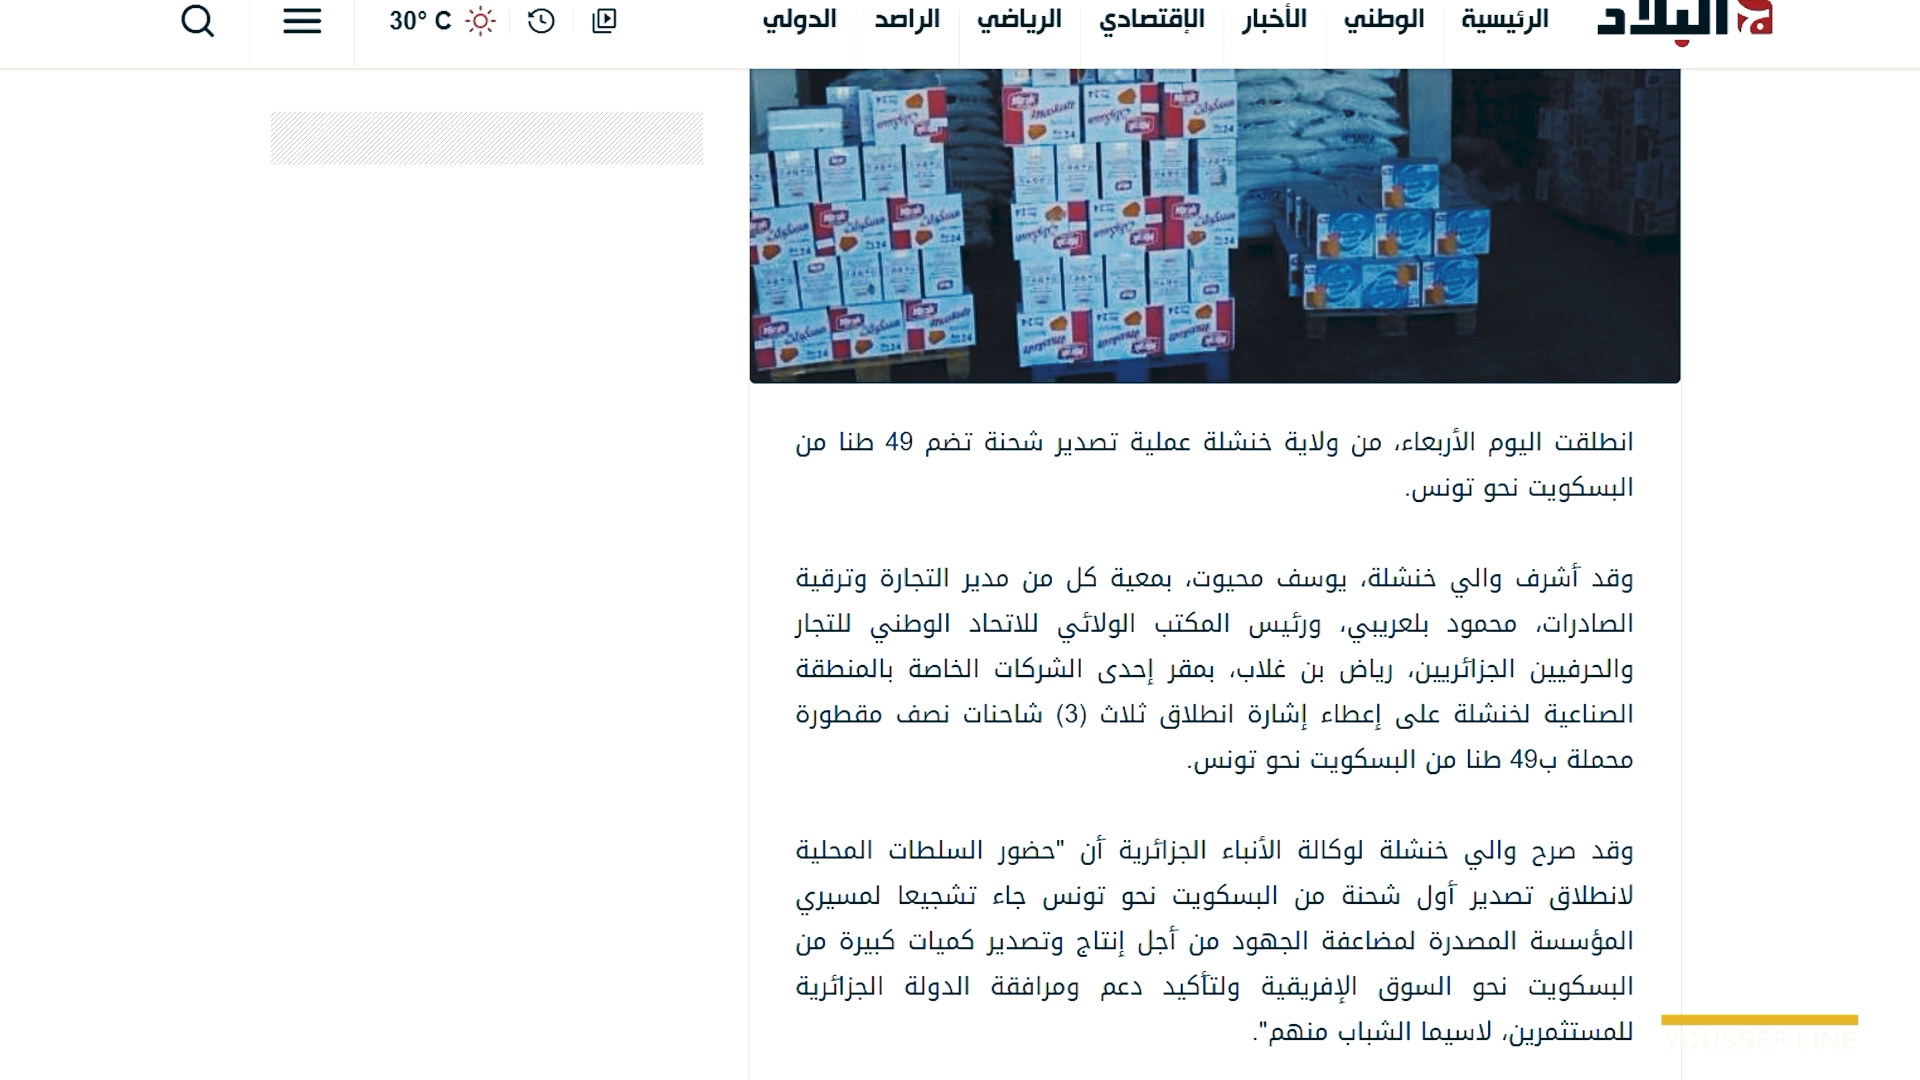 البلاد
الرئيسية
الوطني
الأخبار
الإقتصادي
الرياضي
الراصد
الدولي
30° C
انطلقت اليوم الأربعاء، من ولاية خنشلة عملية تصدير شحنة تضم 49 طنا من
البسكويت نحو تونس.
وقد أشرف والي خنشلة، يوسف محيوت، بمعية كل من مدير التجارة وترقية
الصادرات، محمود بلعريبي، ورئيس المكتب الولائي للاتحاد الوطني للتجار
والحرفيين الجزائريين، رياض بن غلاب، بمقر إحدى الشركات الخاصة بالمنطقة
الصناعية لخنشلة على إعطاء إشارة انطلاق ثلاث (3) شاحنات نصف مقطورة
محملة ب49 طنا من البسكويت نحو تونس.
وقد صرح والي خنشلة لوكالة الأنباء الجزائرية أن "حضور السلطات المحلية
لانطلاق تصدير أول شحنة من البسكويت نحو تونس جاء تشجيعا لمسيري
المؤسسة المصدرة لمضاعفة الجهود من أجل إنتاج وتصدير كميات كبيرة من
البسكويت نحو السوق الإفريقية ولتأكيد دعم ومرافقة الدولة الجزائرية
للمستثمرين، لاسيما الشباب منهم".
YOUSSEF LINE